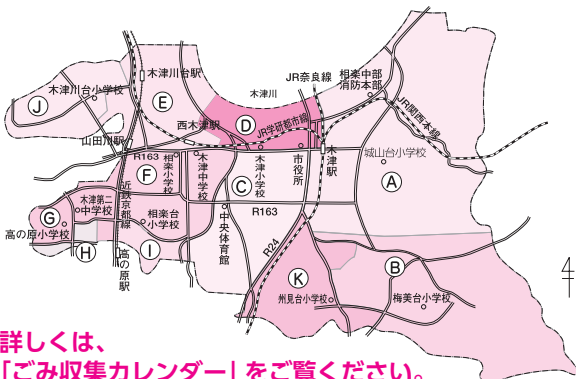 木津川台駅
木津川
JR奈良線
相楽中部
消防本部
木津川台小学校
J
E
D
西木津駅
JR学研都市線
JR関西本線
山田川駅
R163
相楽小学校
木津中学校
木津小学校
市役所
木津駅
城山台小学校
F
C
A
近鉄京都線
木津第二
中学校
相楽台
小学校
G
高の原小学校
H
高の原駅
I
中央体育館
R163
R24
K
州見台小学校
B
梅美台小学校
4
詳しくは、
「ごみ収集カレンダー」をご覧ください。